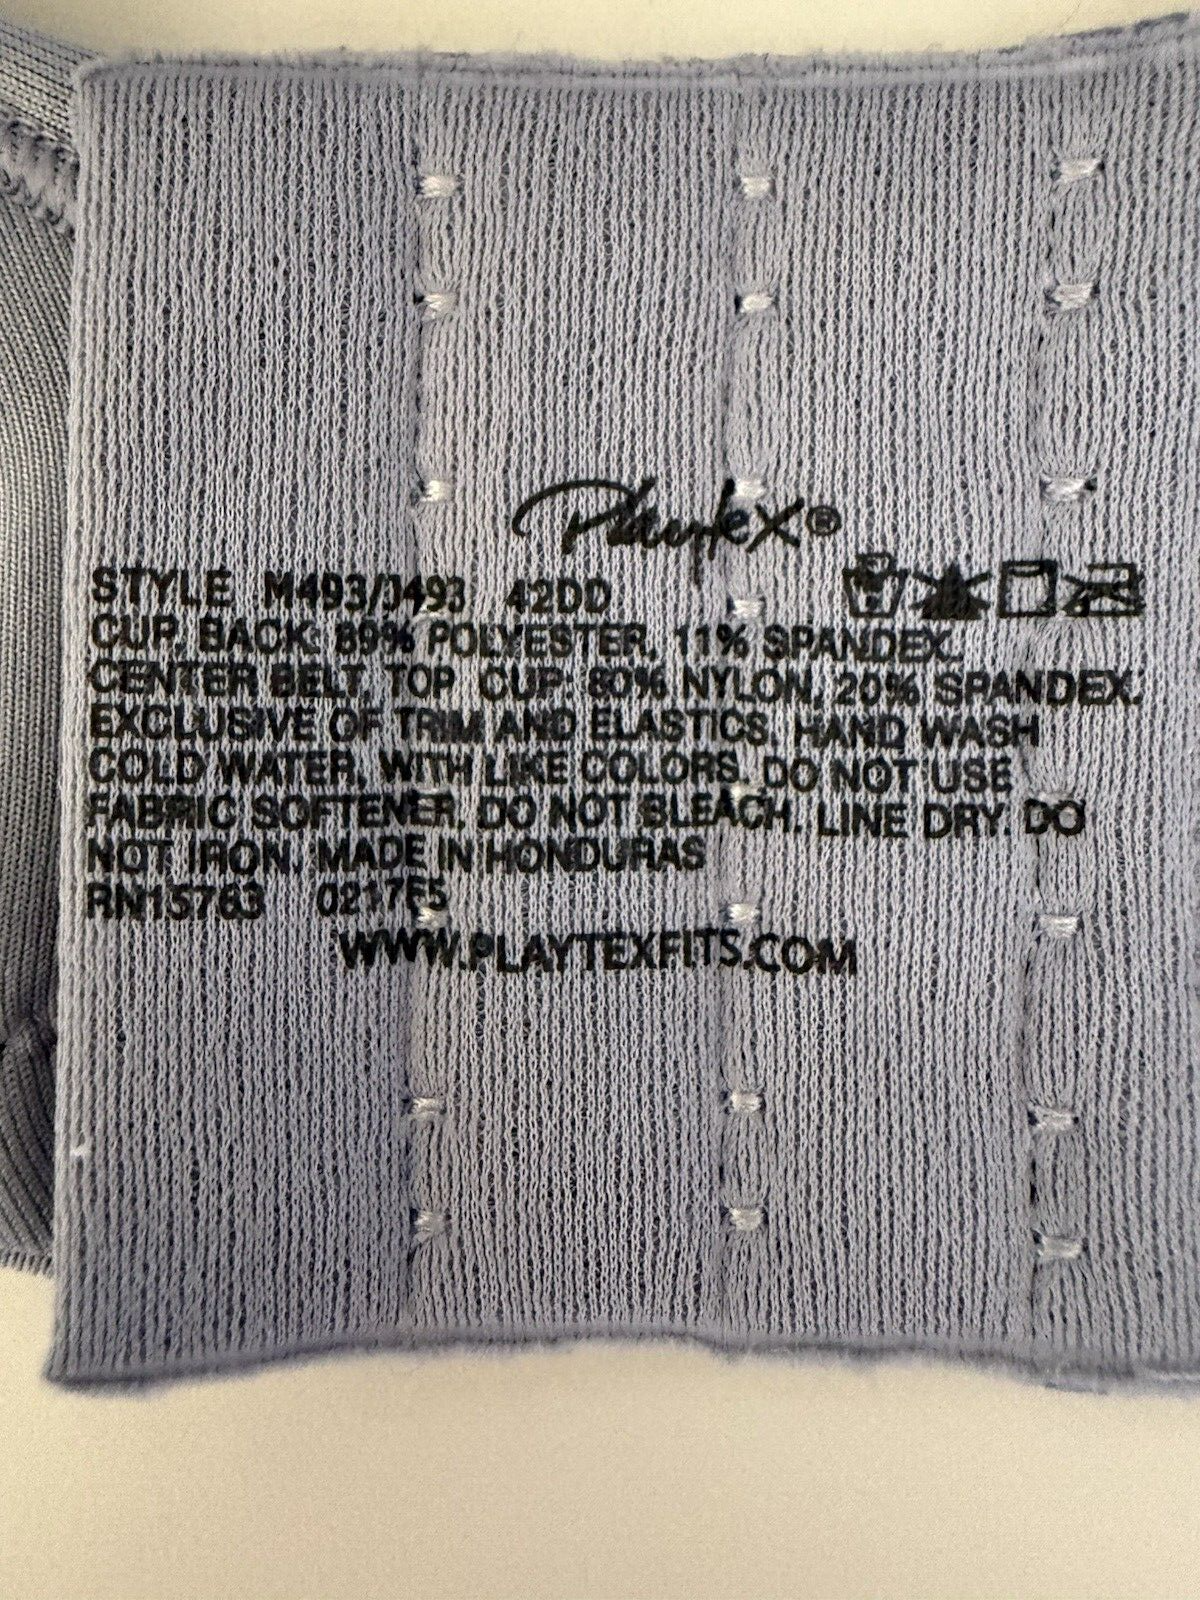 Playtex®
STYLE M493/J493 42DD
CUP, BACK: 89% POLYESTER, 11% SPANDEX.
CENTER BELT, TOP CUP: 80% NYLON, 20% SPANDEX.
EXCLUSIVE OF TRIM AND ELASTICS. HAND WASH
COLD WATER, WITH LIKE COLORS. DO NOT USE
FABRIC SOFTENER. DO NOT BLEACH. LINE DRY. DO
NOT IRON. MADE IN HONDURAS
RN15763 0217F5
WWW.PLAYTEXFITS.COM